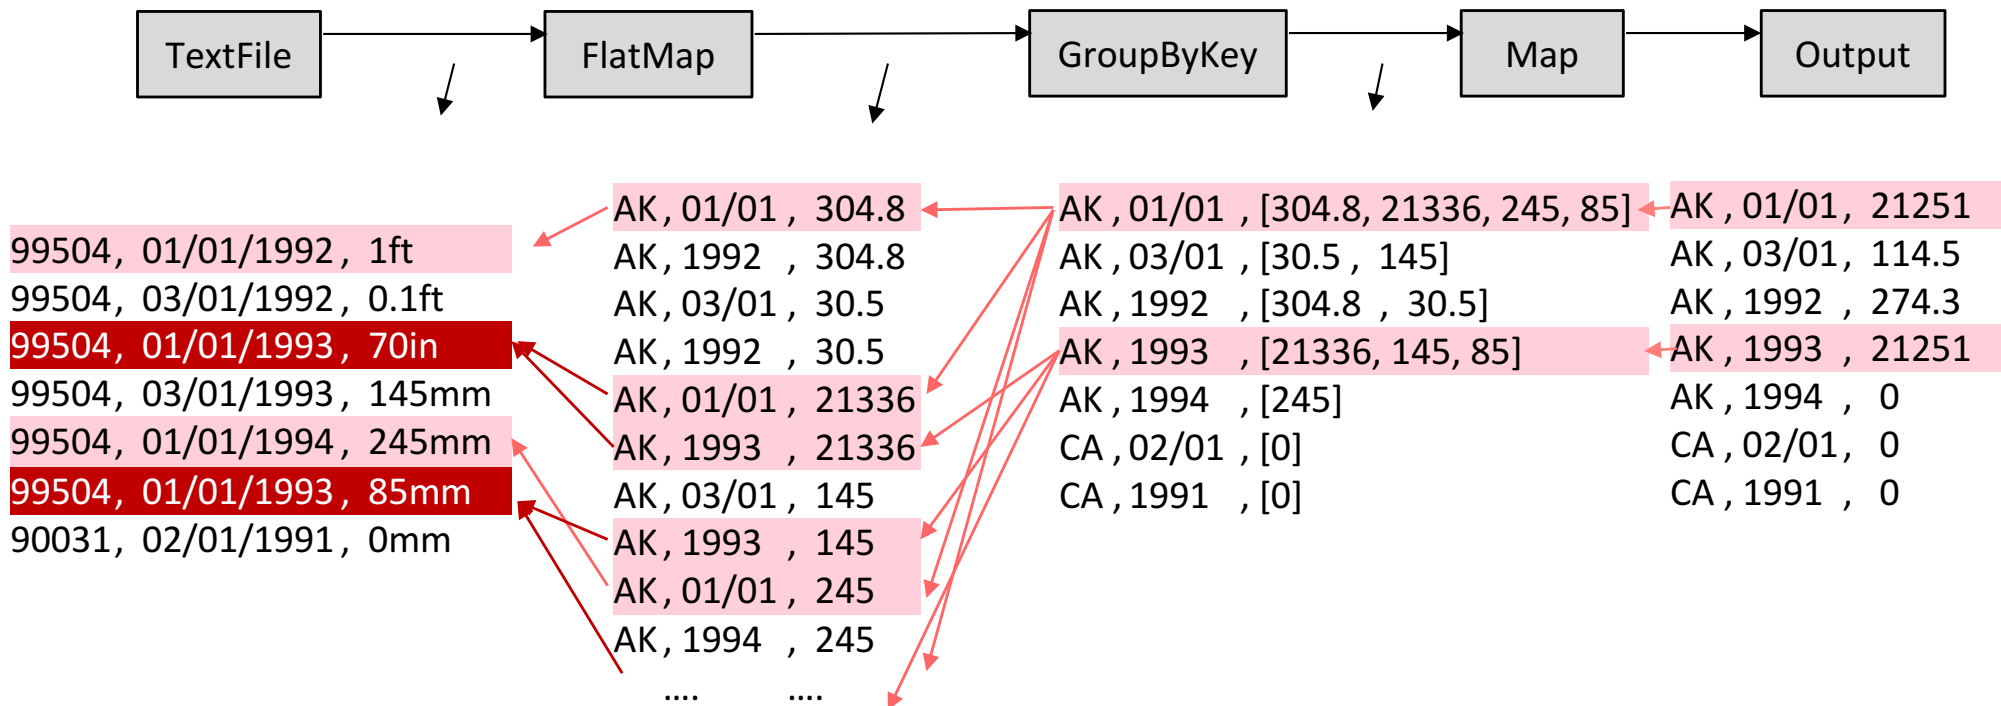 TextFile
FlatMap
GroupByKey
Map
Output
99504, 01/01/1992, 1ft
99504, 03/01/1992, 0.1ft
99504, 01/01/1993, 70in
99504, 03/01/1993, 145mm
99504, 01/01/1994, 245mm
99504, 01/01/1993, 85mm
90031, 02/01/1991, 0mm
AK, 01/01, 304.8
AK, 1992, 304.8
AK, 03/01, 30.5
AK, 1992, 30.5
AK, 01/01, 21336
AK, 1993, 21336
AK, 03/01, 145
AK, 1993, 145
AK, 01/01, 245
AK, 1994, 245
.... ....
AK, 01/01, [304.8, 21336, 245, 85]
AK, 03/01, [30.5, 145]
AK, 1992, [304.8, 30.5]
AK, 1993, [21336, 145, 85]
AK, 1994, [245]
CA, 02/01, [0]
CA, 1991, [0]
AK, 01/01, 21251
AK, 03/01, 114.5
AK, 1992, 274.3
AK, 1993, 21251
AK, 1994, 0
CA, 02/01, 0
CA, 1991, 0